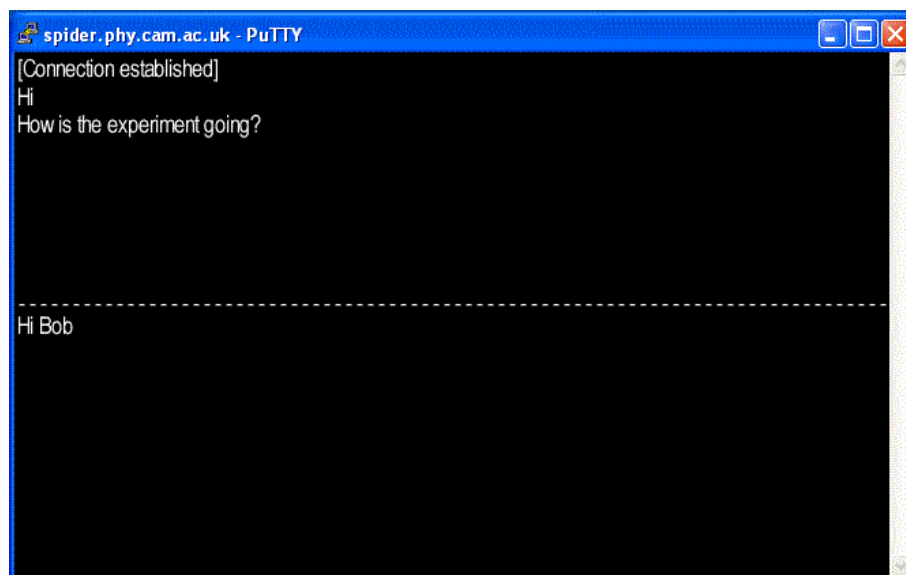 spider.phy.cam.ac.uk - PuTTY
[Connection established]
Hi
How is the experiment going?
Hi Bob